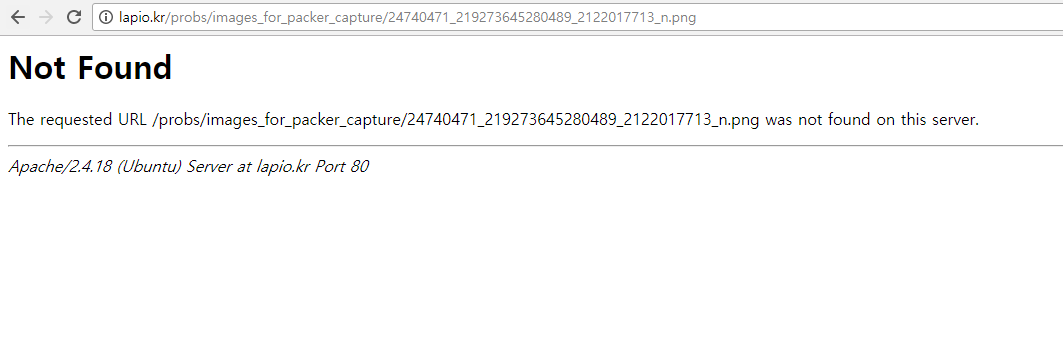 lapio.kr/probs/images_for_packer_capture/24740471_219273645280489_2122017713_n.png
Not Found
The requested URL /probs/images_for_packer_capture/24740471_219273645280489_2122017713_n.png was not found on this server.
Apache/2.4.18 (Ubuntu) Server at lapio.kr Port 80